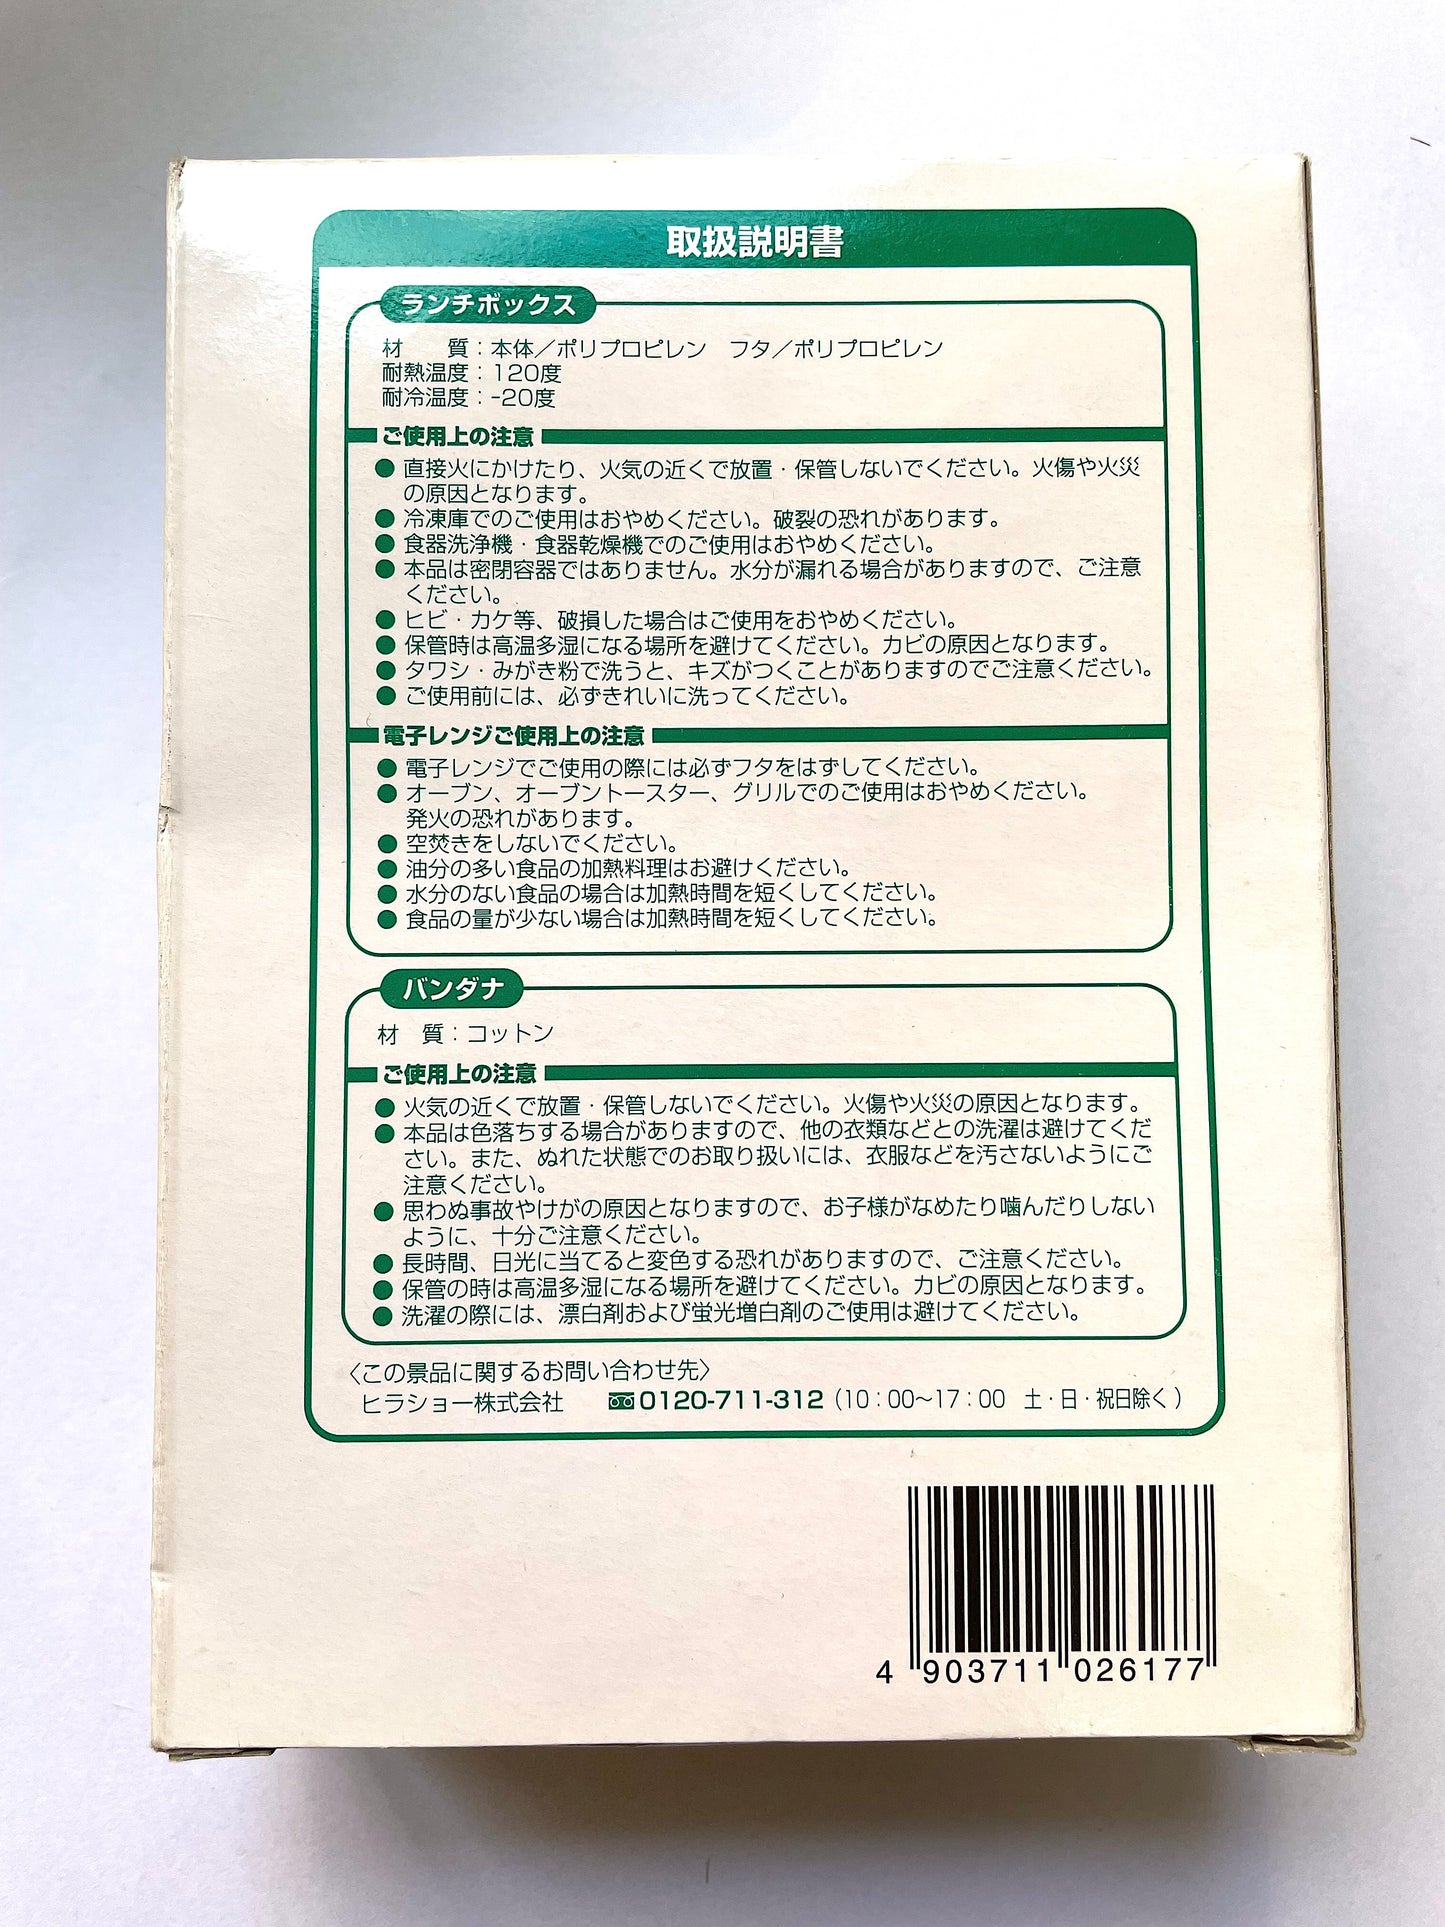 取扱説明書
ランチボックス
材　　質：本体／ポリプロピレン　フタ／ポリプロピレン
耐熱温度：120度
耐冷温度：-20度
ご使用上の注意
●直接火にかけたり、火気の近くで放置・保管しないでください。火傷や火災
の原因となります。
●冷凍庫でのご使用はおやめください。破裂の恐れがあります。
●食器洗浄機・食器乾燥機でのご使用はおやめください。
●本品は密閉容器ではありません。水分が漏れる場合がありますので、ご注意
ください。
●ヒビ・カケ等、破損した場合はご使用をおやめください。
●保管時は高温多湿になる場所を避けてください。カビの原因となります。
●タワシ・みがき粉で洗うと、キズがつくことがありますのでご注意ください。
●ご使用前には、必ずきれいに洗ってください。
電子レンジご使用上の注意
●電子レンジでご使用の際には必ずフタをはずしてください。
●オーブン、オーブントースター、グリルでのご使用はおやめください。
発火の恐れがあります。
●空焚きをしないでください。
●油分の多い食品の加熱料理はお避けください。
●水分のない食品の場合は加熱時間を短くしてください。
●食品の量が少ない場合は加熱時間を短くしてください。
バンダナ
材　質：コットン
ご使用上の注意
●火気の近くで放置・保管しないでください。火傷や火災の原因となります。
●本品は色落ちする場合がありますので、他の衣類などとの洗濯は避けてくだ
さい。また、ぬれた状態でのお取り扱いには、衣服などを汚さないようにご
注意ください。
●思わぬ事故やけがの原因となりますので、お子様がなめたり噛んだりしない
ように、十分ご注意ください。
●長時間、日光に当てると変色する恐れがありますので、ご注意ください。
●保管の時は高温多湿になる場所を避けてください。カビの原因となります。
●洗濯の際には、漂白剤および蛍光増白剤のご使用は避けてください。
〈この景品に関するお問い合わせ先〉
ヒラショー株式会社　0120-711-312（10：00～17：00　土・日・祝日除く）
4 903711 026177